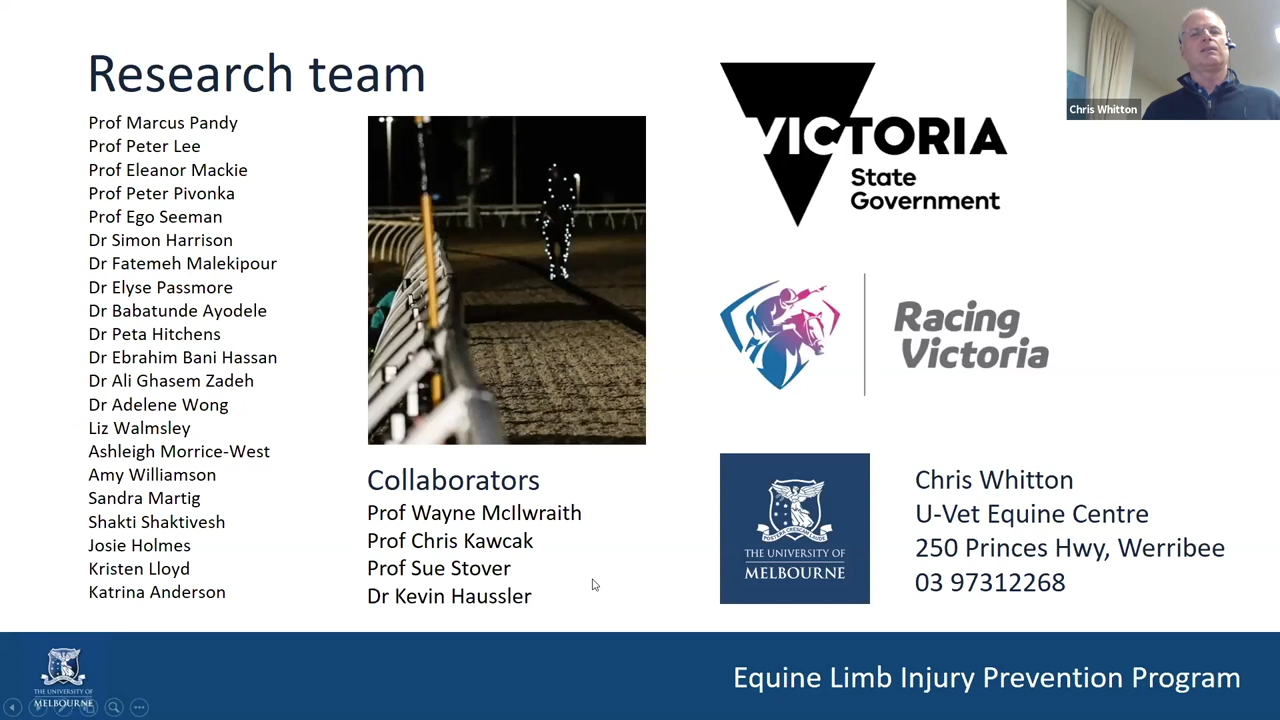 Research team
Prof Marcus Pandy
Prof Peter Lee
Prof Eleanor Mackie
Prof Peter Pivonka
Prof Ego Seeman
Dr Simon Harrison
Dr Fatemeh Malekipour
Dr Elyse Passmore
Dr Babatunde Ayodele
Dr Peta Hitchens
Dr Ebrahim Bani Hassan
Dr Ali Ghasem Zadeh
Dr Adelene Wong
Liz Walmsley
Ashleigh Morrice-West
Amy Williamson
Sandra Martig
Shakti Shaktivesh
Josie Holmes
Kristen Lloyd
Katrina Anderson
Collaborators
Prof Wayne McIlwraith
Prof Chris Kawcak
Prof Sue Stover
Dr Kevin Haussler
VICTORIA
State
Government
Racing
Victoria
THE UNIVERSITY OF
MELBOURNE
Chris Whitton
U-Vet Equine Centre
250 Princes Hwy, Werribee
03 97312268
Chris Whitton
THE UNIVERSITY OF
MELBOURNE
Equine Limb Injury Prevention Program